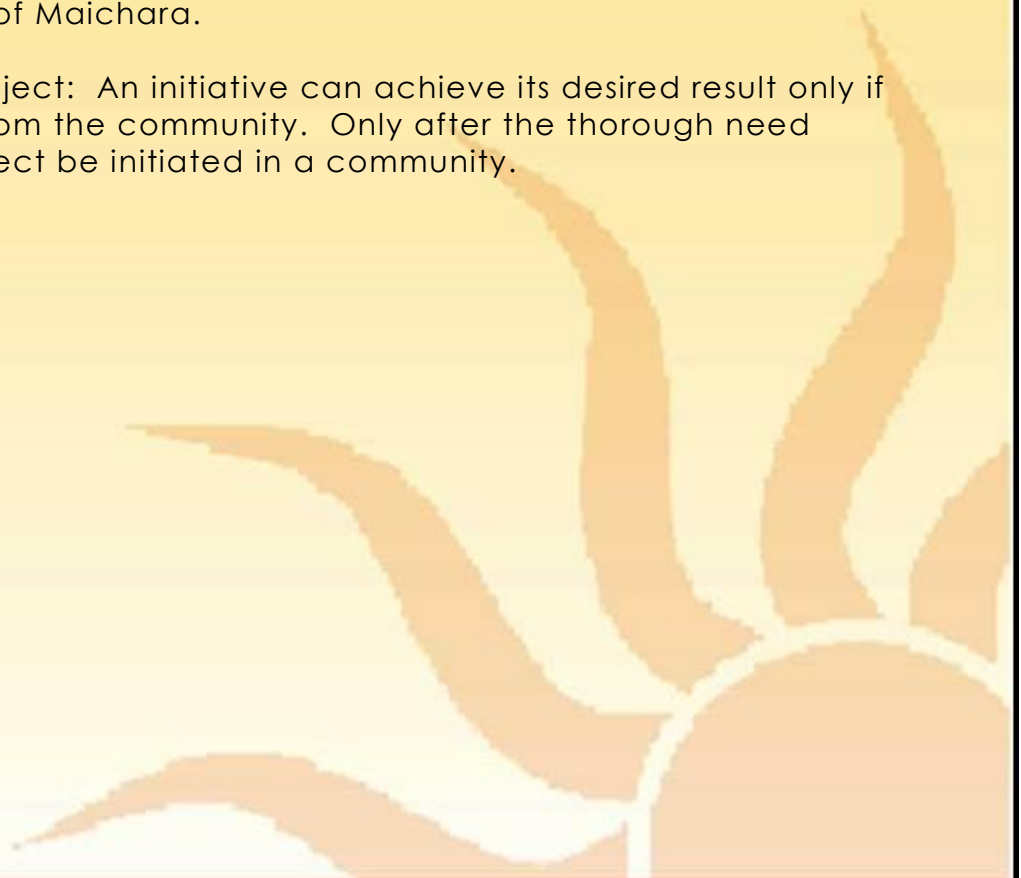 of Maichara.
ject: An initiative can achieve its desired result only if
om the community. Only after the thorough need
ect be initiated in a community.